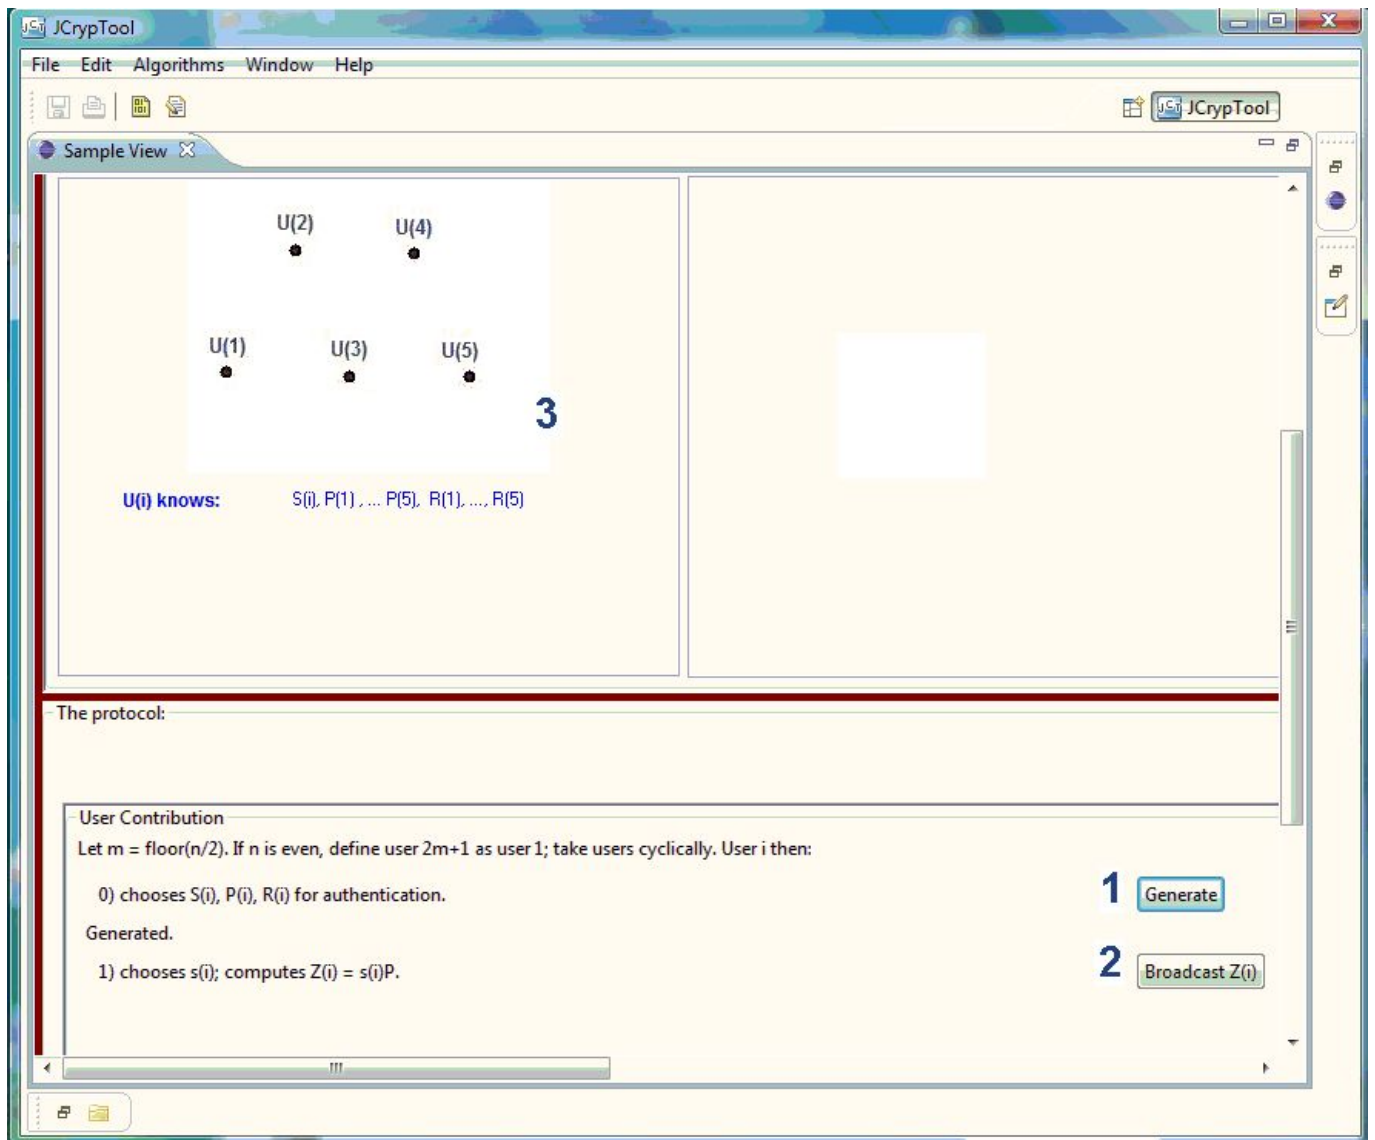 JCrypTool
File Edit Algorithms Window Help
JCrypTool
Sample View
U(2) U(4)
U(1) U(3) U(5)
3
U(i) knows: S(i), P(1) , ... P(5), R(1), ..., R(5)
The protocol:
User Contribution
Let m = floor(n/2). If n is even, define user 2m+1 as user 1; take users cyclically. User i then:
0) chooses S(i), P(i), R(i) for authentication. 1 Generate
Generated.
1) chooses s(i); computes Z(i) = s(i)P. 2 Broadcast Z(i)